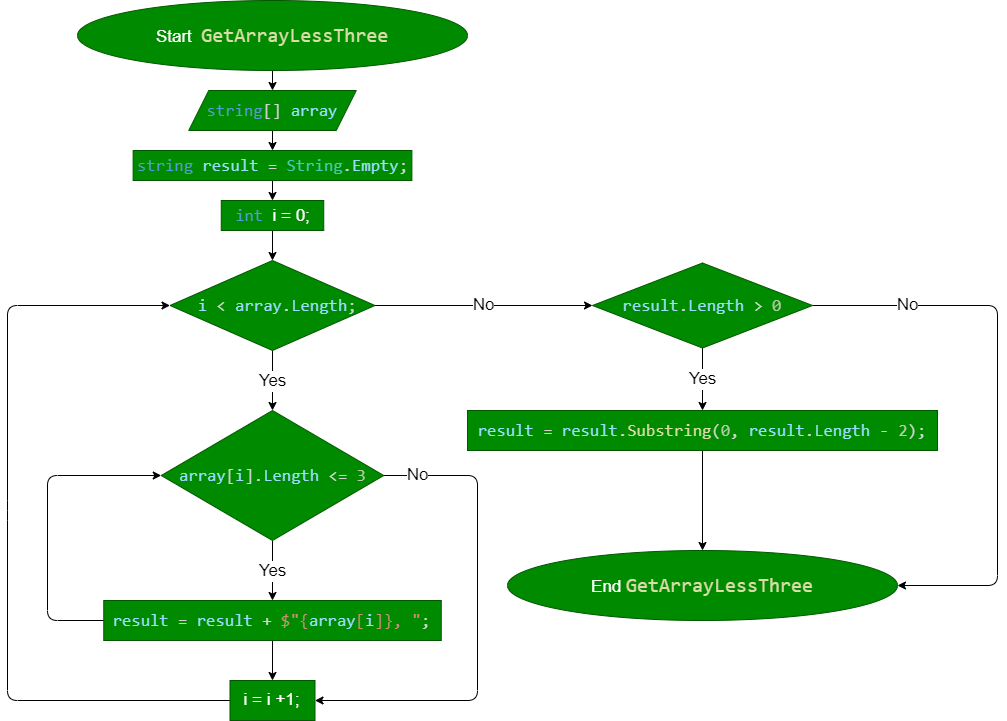 Start GetArrayLessThree
string[] array
string result = String.Empty;
int i = 0;
i < array.Length;
No
result.Length > 0
No
Yes
Yes
result = result.Substring(0, result.Length - 2);
array[i].Length <= 3
No
Yes
End GetArrayLessThree
result = result + $"{array[i]}, ";
i = i +1;